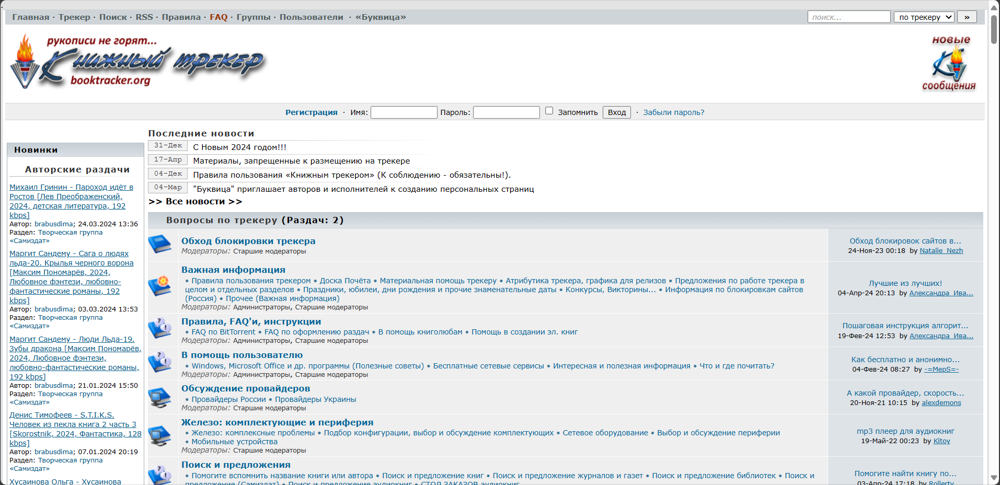 Главная · Трекер · Поиск · RSS · Правила · FAQ · Группы · Пользователи · «Буквица»
поиск... по трекеру »
рукописи не горят...
Книжный трекер
booktracker.org
новые
сообщения
Регистрация · Имя: Пароль: Запомнить Вход · Забыли пароль?
Новинки
Авторские раздачи
Михаил Гринин - Пароход идёт в
Ростов [Лев Преображенский,
2024, детская литература, 192
kbps]
Автор: brabusdima; 24.03.2024 13:36
Раздел: Творческая группа
«Самиздат»
Маргит Сандему - Сага о людях
льда-20. Крылья черного ворона
[Максим Пономарёв, 2024,
Любовное фэнтези, любовно-
фантастические романы, 192
kbps]
Автор: brabusdima; 03.03.2024 13:53
Раздел: Творческая группа
«Самиздат»
Маргит Сандему - Люди Льда-19.
Зубы дракона [Максим Пономарёв,
2024, Любовное фэнтези,
любовно-фантастические романы,
192 kbps]
Автор: brabusdima; 21.01.2024 15:50
Раздел: Творческая группа
«Самиздат»
Денис Тимофеев - S.T.I.K.S.
Человек из пекла книга 2 часть 3
[Skorostnik, 2024, Фантастика, 128
kbps]
Автор: brabusdima; 07.01.2024 20:19
Раздел: Творческая группа
«Самиздат»
Хусаинова Ольга - Хусаинова
Последние новости
31-Дек С Новым 2024 годом!!!
17-Апр Материалы, запрещенные к размещению на трекере
04-Дек Правила пользования «Книжным трекером» (К соблюдению - обязательны!).
04-Мар "Буквица" приглашает авторов и исполнителей к созданию персональных страниц
>> Все новости >>
Вопросы по трекеру (Раздач: 2)
Обход блокировки трекера
Модераторы: Старшие модераторы
Обход блокировок сайтов в...
24-Ноя-23 00:18 by Natalie_Nezh
Важная информация
• Правила пользования трекером • Доска Почёта • Материальная помощь трекеру • Атрибутика трекера, графика для релизов • Предложения по работе трекера в
целом и отдельных разделов • Праздники, юбилеи, дни рождения и прочие знаменательные даты • Конкурсы, Викторины... • Информация по блокировкам сайтов
(Россия) • Прочее (Важная информация)
Модераторы: Администраторы, Старшие модераторы
Лучшие из лучших!
04-Апр-24 20:13 by Александра_Ива...
Правила, FAQ'и, инструкции
• FAQ по BitTorrent • FAQ по оформлению раздач • В помощь книголюбам • Помощь в создании эл. книг
Модераторы: Администраторы, Старшие модераторы
Пошаговая инструкция алгорит...
19-Фев-24 12:53 by Александра_Ива...
В помощь пользователю
• Windows, Microsoft Office и др. программы (Полезные советы) • Бесплатные сетевые сервисы • Интересная и полезная информация • Что и где почитать?
Модераторы: Администраторы, Старшие модераторы
Как бесплатно и анонимно...
04-Фев-24 08:27 by -=MepS=-
Обсуждение провайдеров
• Провайдеры России • Провайдеры Украины
Модераторы: Старшие модераторы
А какой провайдер, скорость...
20-Ноя-21 10:15 by alexdemons
Железо: комплектующие и периферия
• Железо: комплексные проблемы • Подбор конфигурации, выбор и обсуждение комплектующих • Сетевое оборудование • Выбор и обсуждение периферии
• Мобильные устройства
Модераторы: Старшие модераторы
mp3 плеер для аудиокниг
19-Май-22 00:23 by Kitoy
Поиск и предложения
• Помогите вспомнить название книги или автора • Поиск и предложение книг • Поиск и предложение журналов и газет • Поиск и предложение библиотек • Поиск и
предложение (Самиздат) • Поиск и предложение аудиокниг • СТОЛ ЗАКАЗОВ аудиокниг
Помогите найти книгу по...
03-Апр-24 17:18 by Rollerty